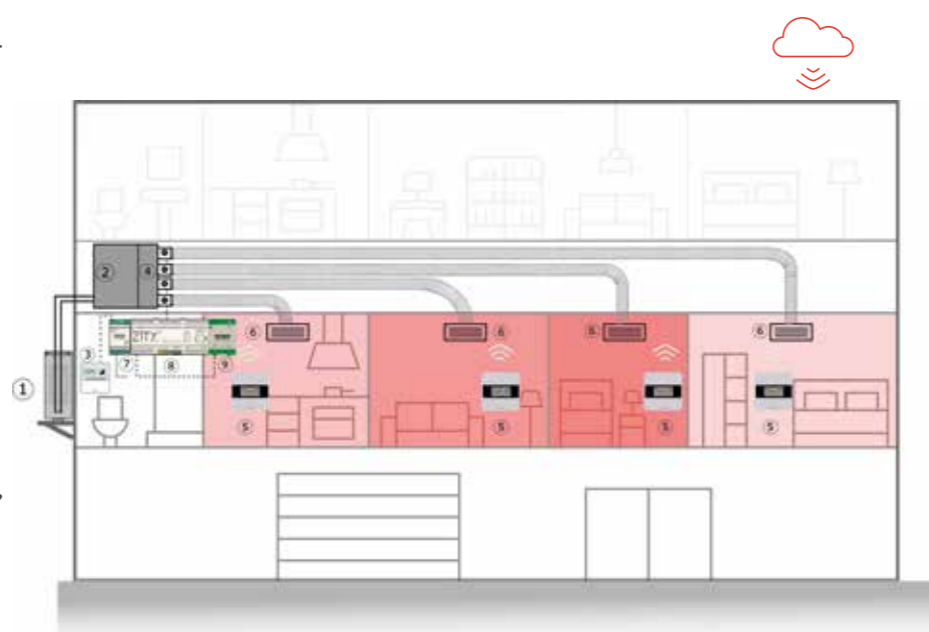 ② ④
⑥ ⑥ ⑥ ⑥
③ ⑦ ⑧ ⑨
①
⑤ ⑤ ⑤ ⑤